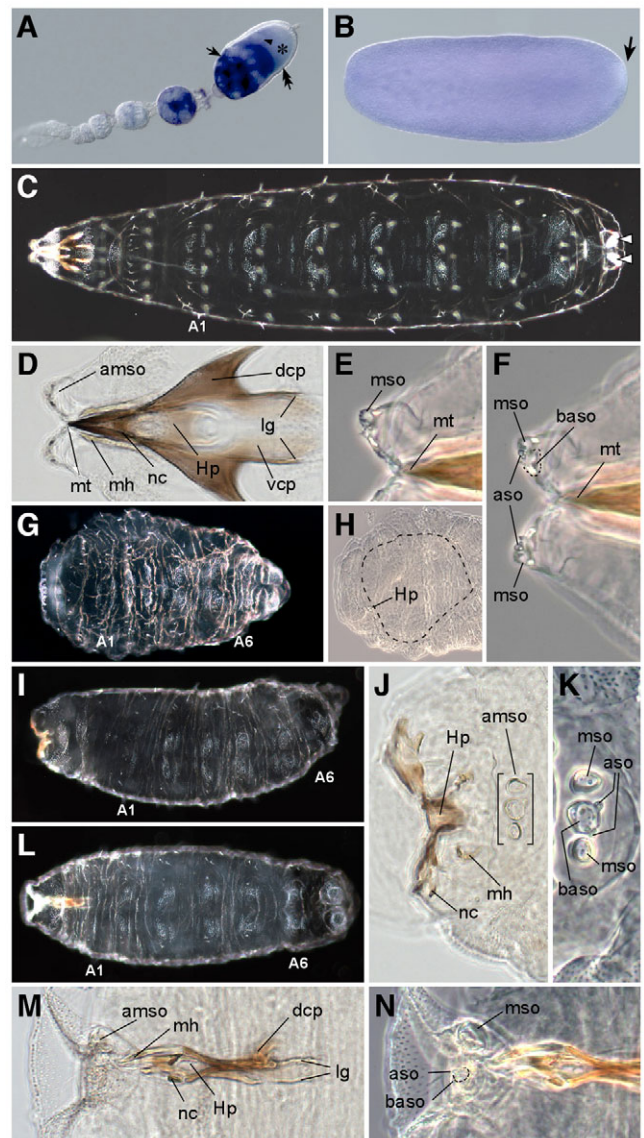 A
*
B
C
A1
D
amso
dcp
lg
mt
mh
nc
Hp
vcp
E
mso
mt
F
mso
baso
mt
aso
mso
G
A1
A6
H
Hp
I
A1
A6
J
amso
Hp
mh
nc
K
mso
aso
mso
baso
L
A1
A6
M
amso
mh
dcp
lg
nc
Hp
N
mso
aso
baso